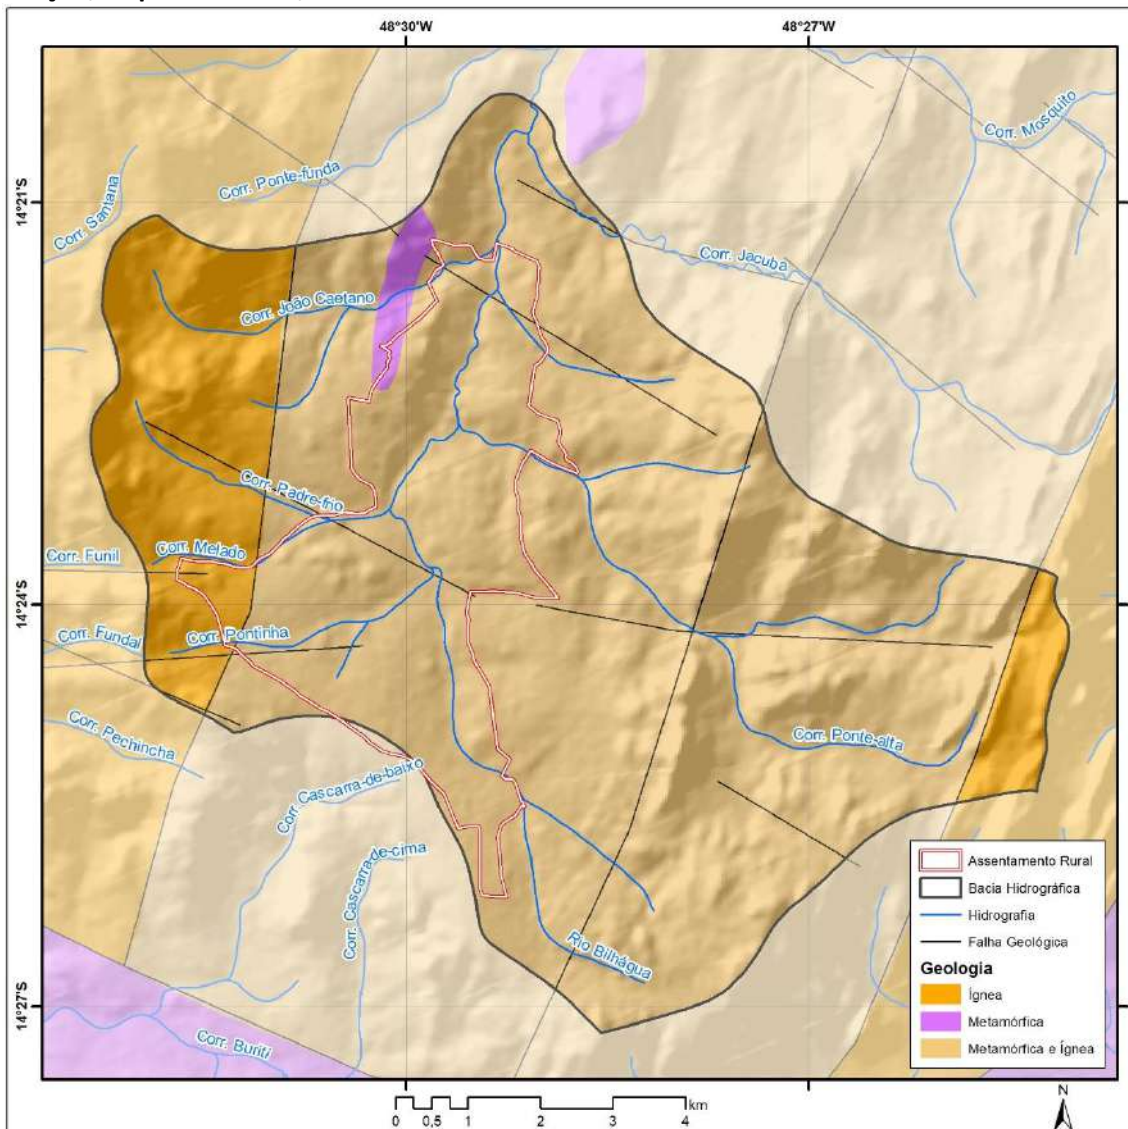 48°30'W
48°27'W
14°21'S
14°24'S
14°27'S
Corr. Mosquito
Corr. Ponte-funda
Corr. Santana
Corr. Jacuba
Corr. João Caetano
Corr. Padre-frio
Corr. Funil
Corr. Melado
Corr. Fundal
Corr. Pontinha
Corr. Pechincha
Corr. Ponte-alta
Corr. Cascarra-de-baixo
Corr. Cascarra-de-cima
Rio Bilhágua
Corr. Buriti
Assentamento Rural
Bacia Hidrográfica
Hidrografia
Falha Geológica
Geologia
Ígnea
Metamórfica
Metamórfica e Ígnea
N
km
0 0,5 1 2 3 4